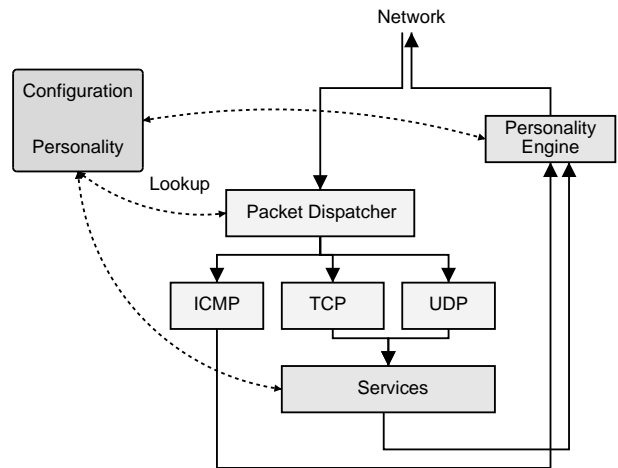 Network
Configuration
Personality
Personality
Engine
Lookup
Packet Dispatcher
ICMP
TCP
UDP
Services